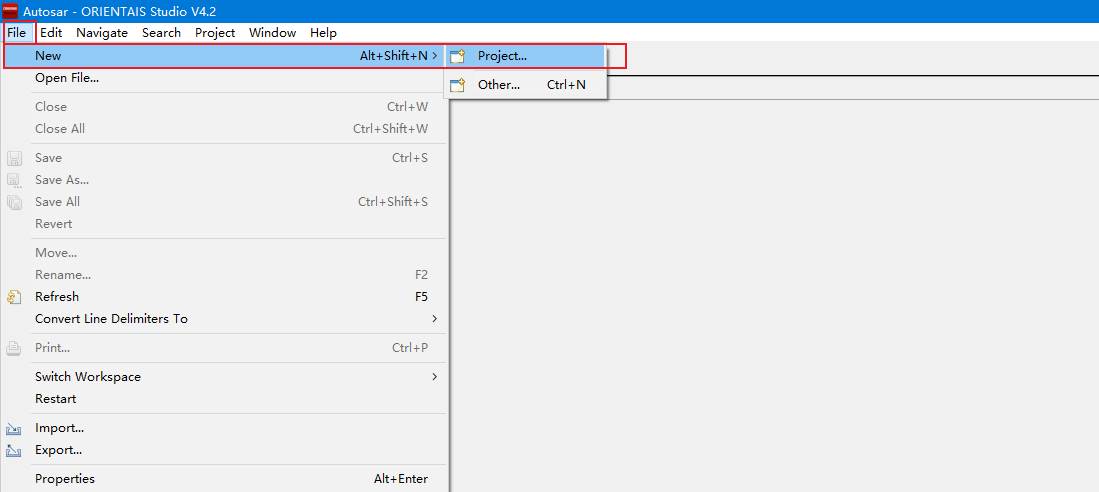 Autosar - ORIENTAIS Studio V4.2
File Edit Navigate Search Project Window Help
New Alt+Shift+N > Project...
Open File... Other... Ctrl+N
Close Ctrl+W
Close All Ctrl+Shift+W
Save Ctrl+S
Save As...
Save All Ctrl+Shift+S
Revert
Move...
Rename... F2
Refresh F5
Convert Line Delimiters To >
Print... Ctrl+P
Switch Workspace >
Restart
Import...
Export...
Properties Alt+Enter